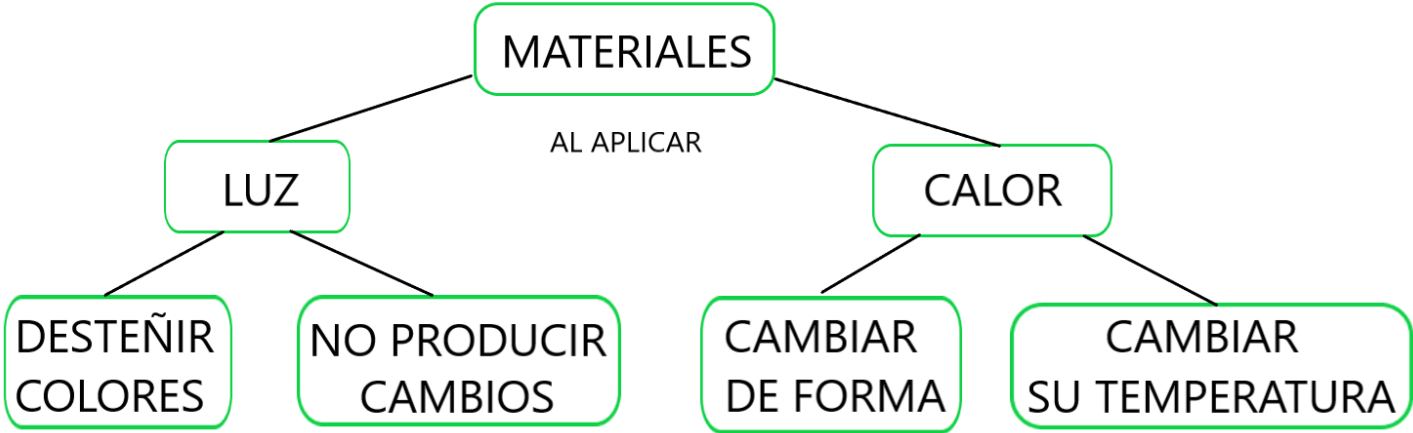 MATERIALES
AL APLICAR
LUZ
CALOR
DESTEÑIR
COLORES
NO PRODUCIR
CAMBIOS
CAMBIAR
DE FORMA
CAMBIAR
SU TEMPERATURA